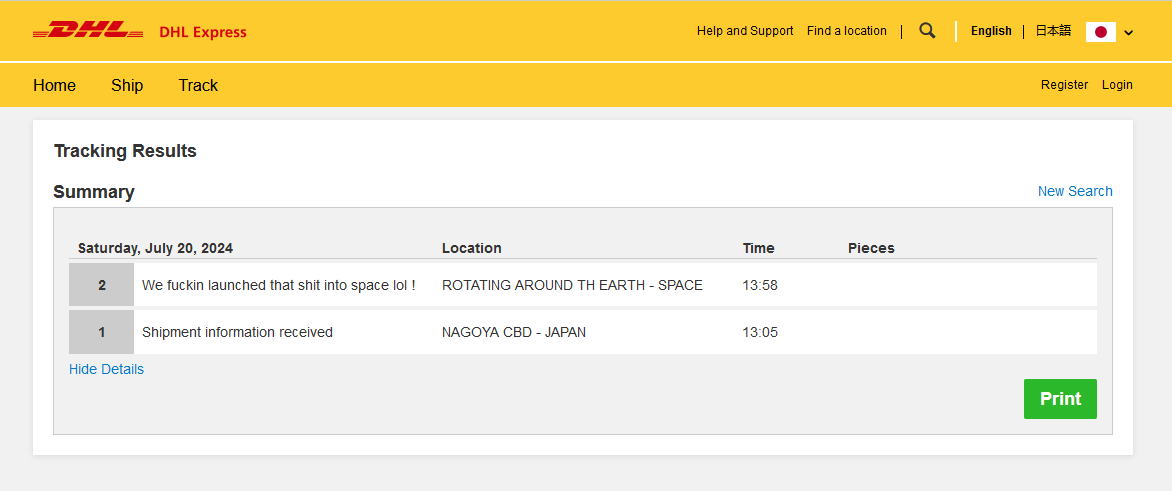 DHL DHL Express Help and Support Find a location English 日本語
Home Ship Track Register Login
Tracking Results
Summary New Search
Saturday, July 20, 2024 Location Time Pieces
2 We fuckin launched that shit into space lol ! ROTATING AROUND TH EARTH - SPACE 13:58
1 Shipment information received NAGOYA CBD - JAPAN 13:05
Hide Details
Print